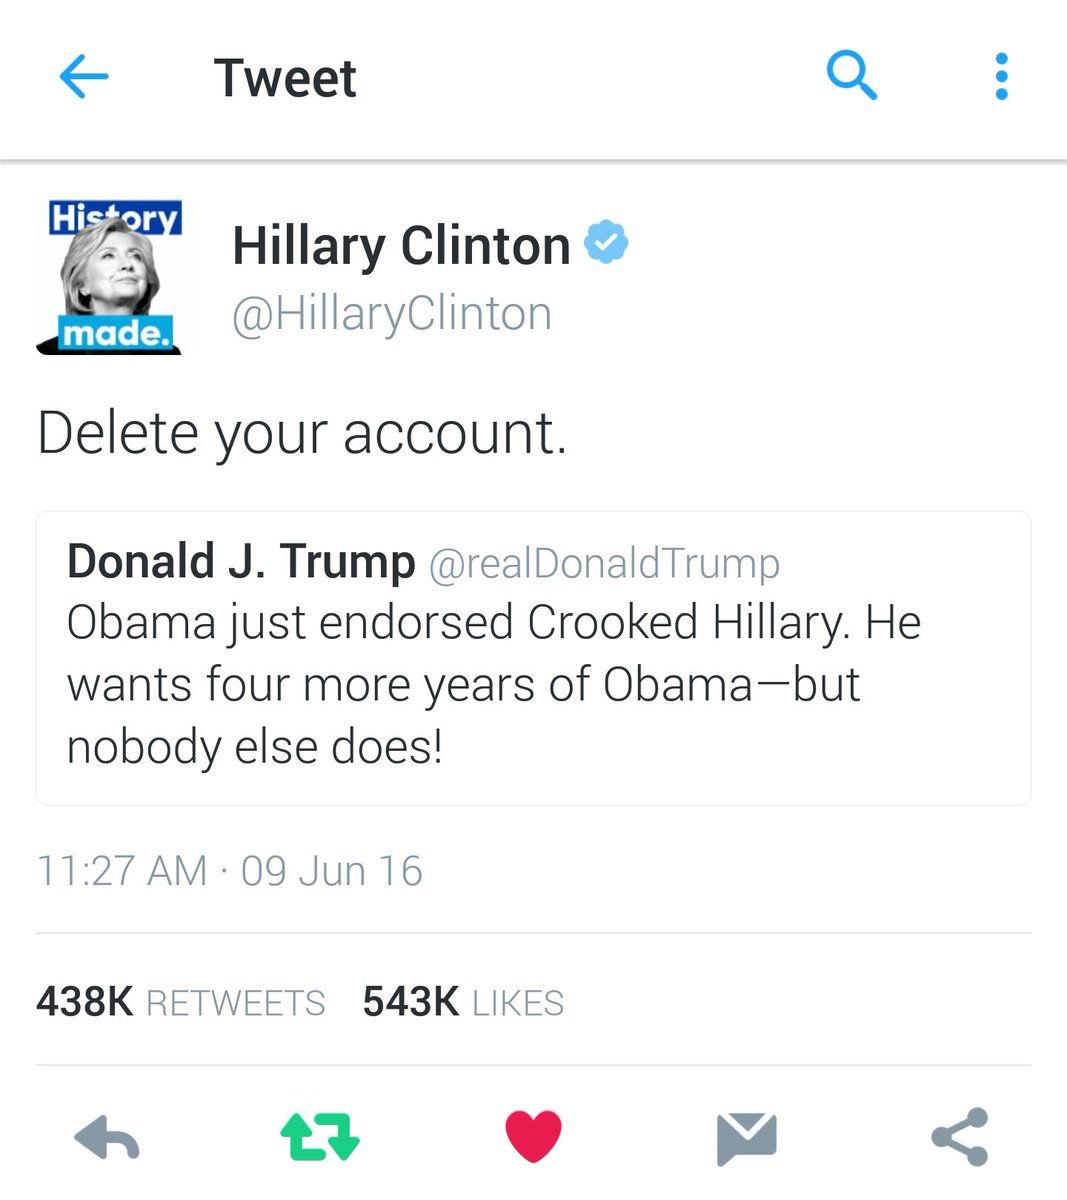 Tweet
History
made.
Hillary Clinton
@HillaryClinton
Delete your account.
Donald J. Trump @realDonaldTrump
Obama just endorsed Crooked Hillary. He
wants four more years of Obama—but
nobody else does!
11:27 AM · 09 Jun 16
438K RETWEETS 543K LIKES